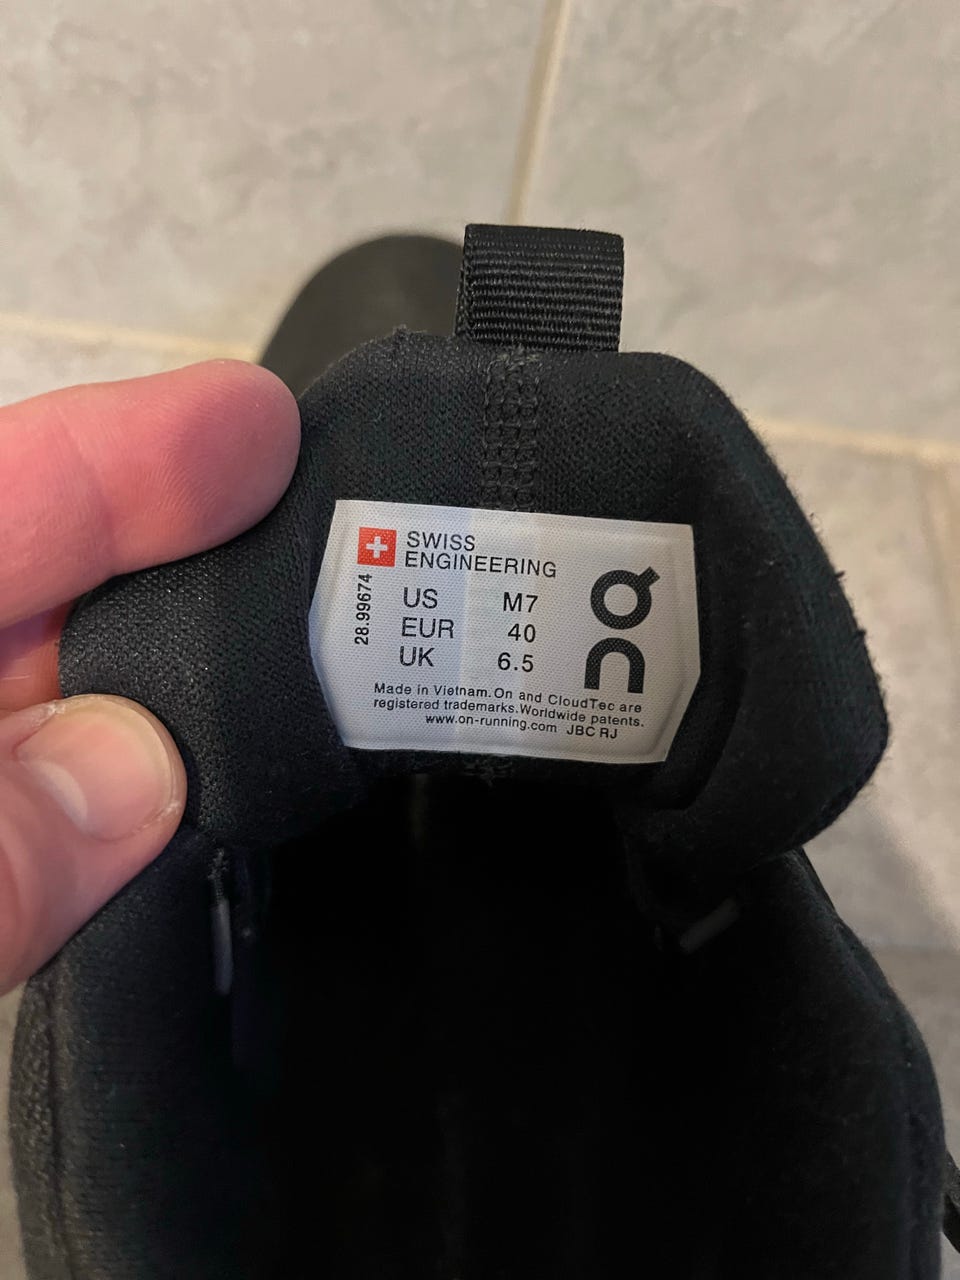 SWISS
ENGINEERING
28.99674
US M7
EUR 40
UK 6.5
On
Made in Vietnam. On and CloudTec are
registered trademarks. Worldwide patents.
www.on-running.com JBC RJ